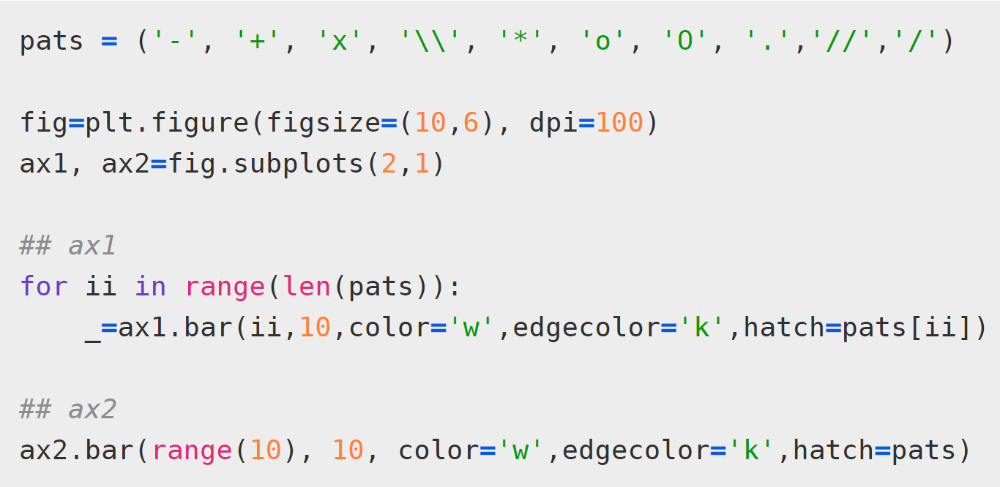 pats = ('-', '+', 'x', '\\', '*', 'o', 'O', '.','//','/')
fig=plt.figure(figsize=(10,6), dpi=100)
ax1, ax2=fig.subplots(2,1)
## ax1
for ii in range(len(pats)):
    _=ax1.bar(ii,10,color='w',edgecolor='k',hatch=pats[ii])
## ax2
ax2.bar(range(10), 10, color='w',edgecolor='k',hatch=pats)